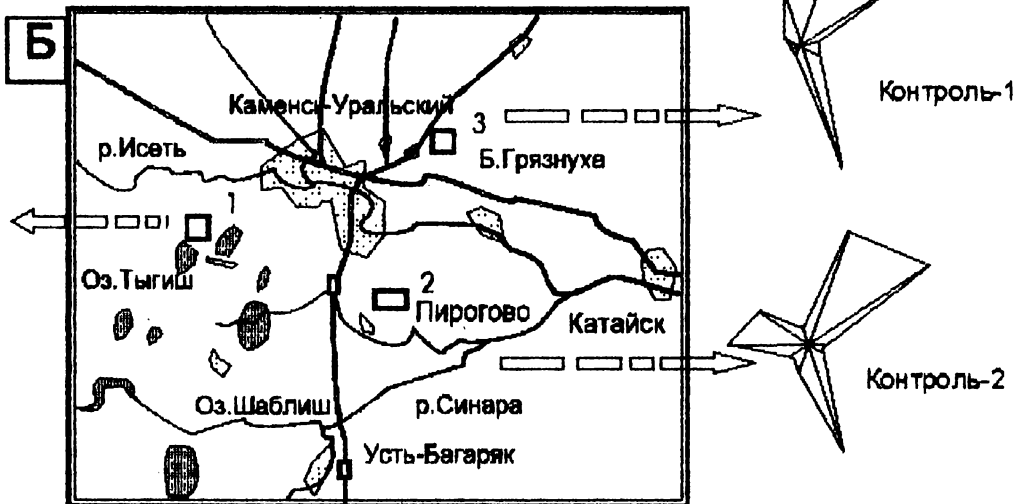 Б
Каменск-Уральский
3
Контроль-1
р.Исеть
Б.Грязнуха
1
Оз.Тыгиш
2
Пирогово
Катайск
Контроль-2
Оз.Шаблиш
р.Синара
Усть-Багаряк